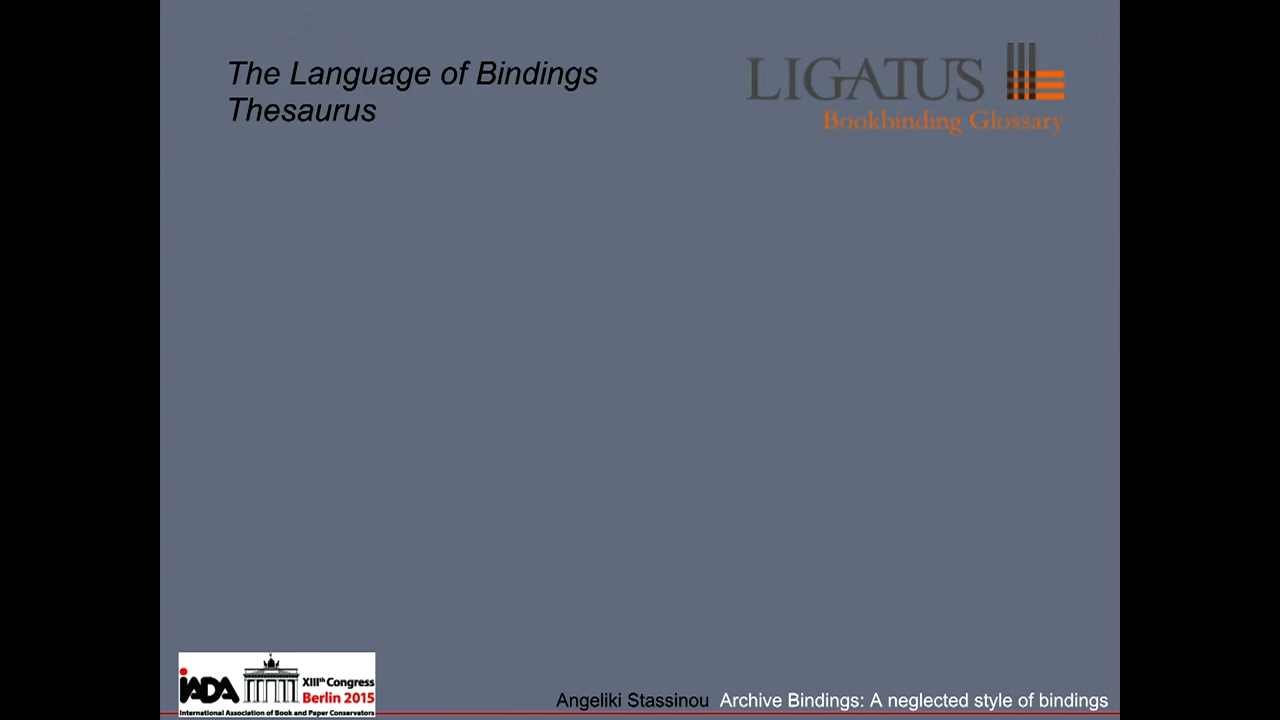 The Language of Bindings
Thesaurus
LIGATUS
Bookbinding Glossary
iADA
XIIIth Congress
Berlin 2015
International Association of Book and Paper Conservators
Angeliki Stassinou Archive Bindings: A neglected style of bindings